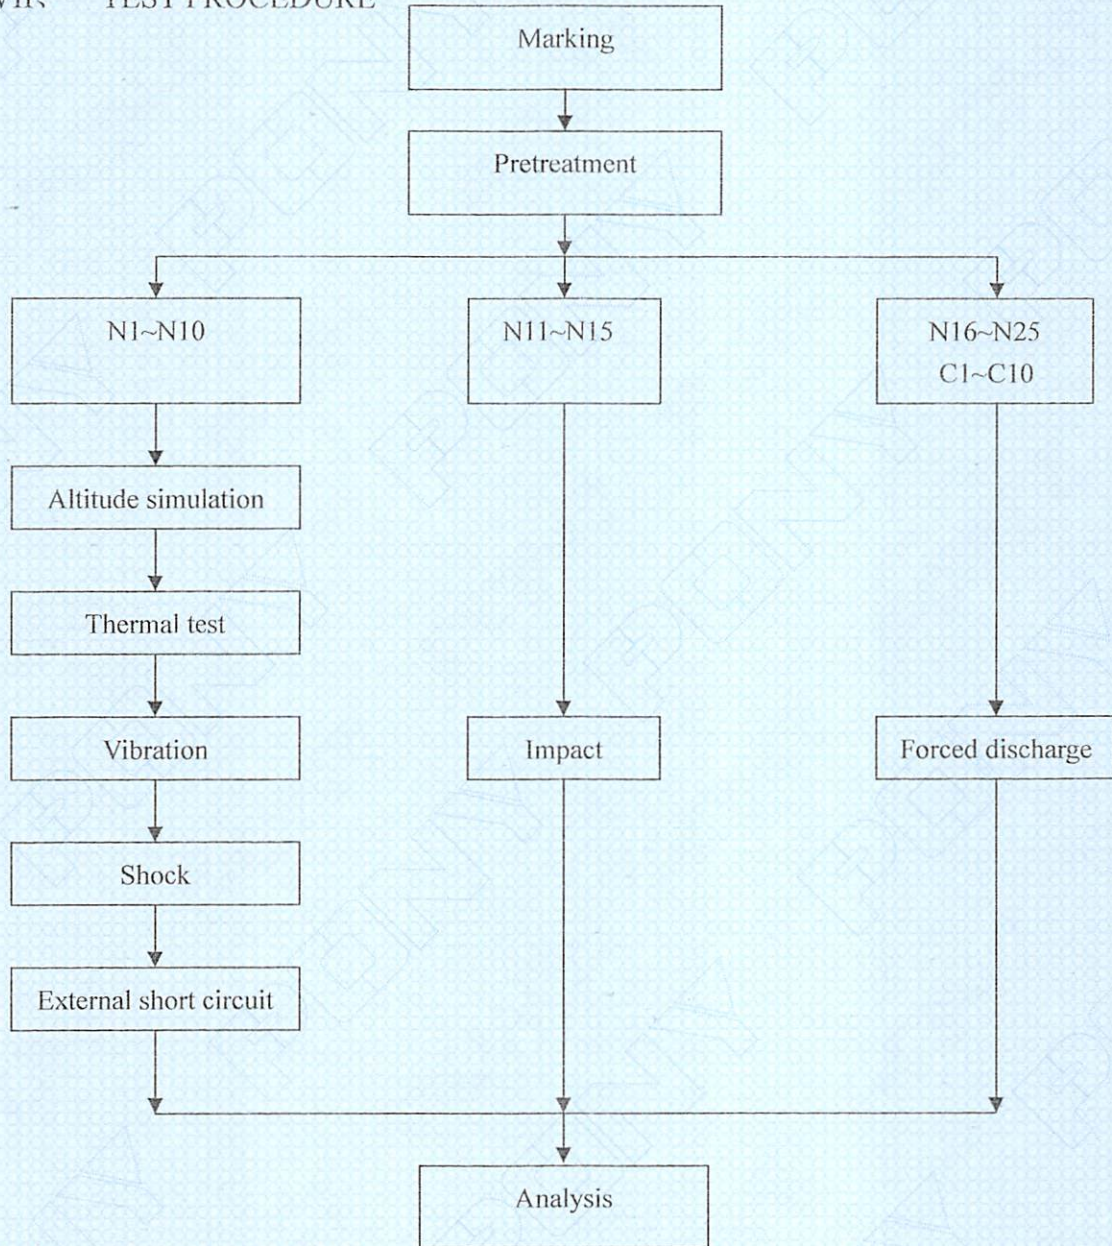 TEST PROCEDURE
Marking
Pretreatment
N1~N10
N11~N15
N16~N25
C1~C10
Altitude simulation
Thermal test
Vibration
Impact
Forced discharge
Shock
External short circuit
Analysis